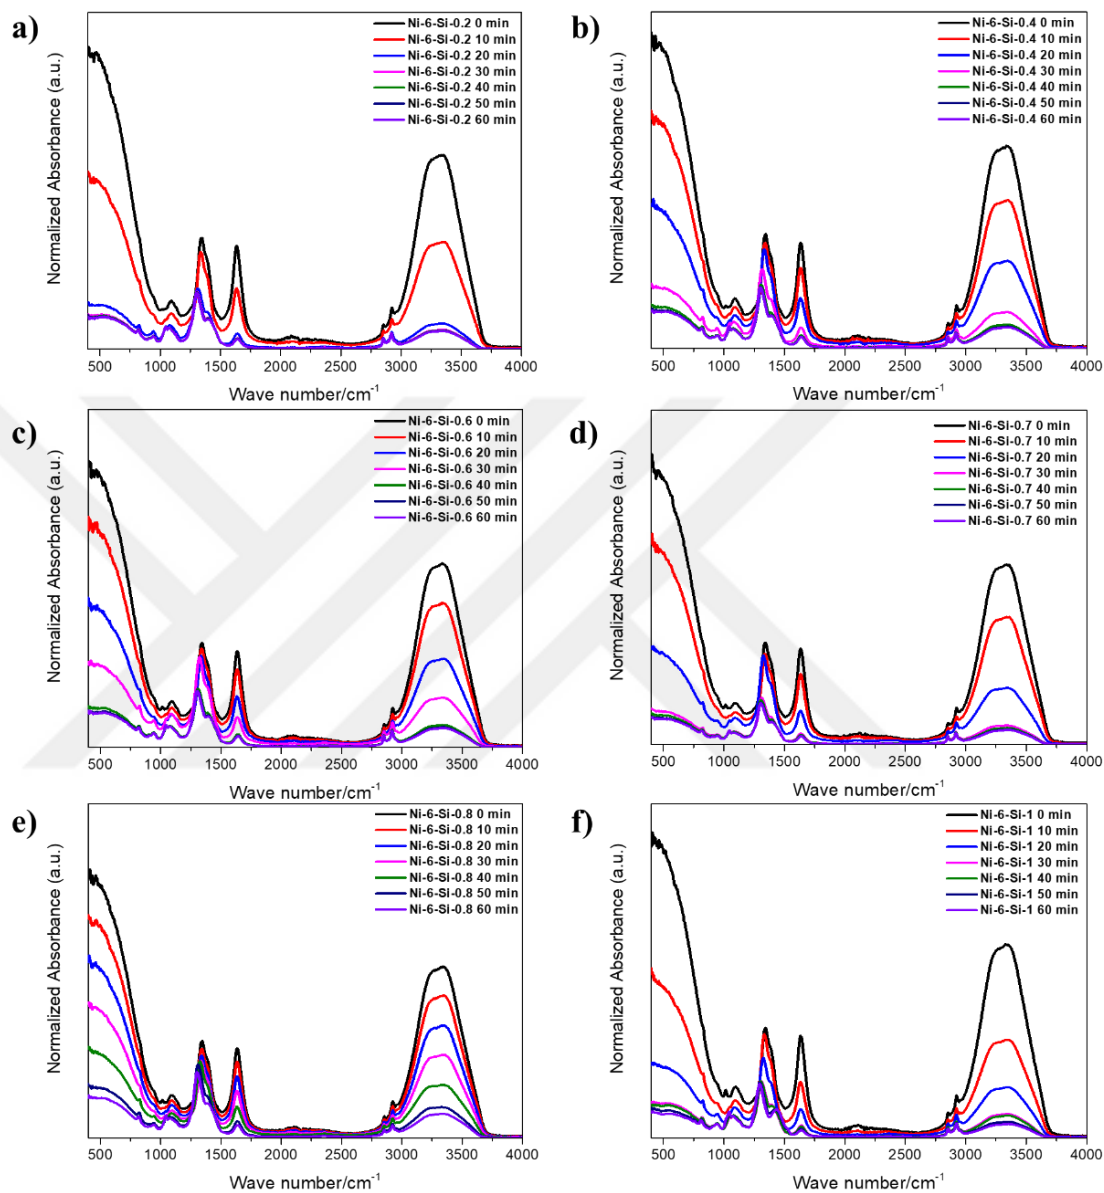 a)
Ni-6-Si-0.2 0 min
Ni-6-Si-0.2 10 min
Ni-6-Si-0.2 20 min
Ni-6-Si-0.2 30 min
Ni-6-Si-0.2 40 min
Ni-6-Si-0.2 50 min
Ni-6-Si-0.2 60 min
Normalized Absorbance (a.u.)
500 1000 1500 2000 2500 3000 3500 4000
Wave number/cm⁻¹
b)
Ni-6-Si-0.4 0 min
Ni-6-Si-0.4 10 min
Ni-6-Si-0.4 20 min
Ni-6-Si-0.4 30 min
Ni-6-Si-0.4 40 min
Ni-6-Si-0.4 50 min
Ni-6-Si-0.4 60 min
Normalized Absorbance (a.u.)
500 1000 1500 2000 2500 3000 3500 4000
Wave number/cm⁻¹
c)
Ni-6-Si-0.6 0 min
Ni-6-Si-0.6 10 min
Ni-6-Si-0.6 20 min
Ni-6-Si-0.6 30 min
Ni-6-Si-0.6 40 min
Ni-6-Si-0.6 50 min
Ni-6-Si-0.6 60 min
Normalized Absorbance (a.u.)
500 1000 1500 2000 2500 3000 3500 4000
Wave number/cm⁻¹
d)
Ni-6-Si-0.7 0 min
Ni-6-Si-0.7 10 min
Ni-6-Si-0.7 20 min
Ni-6-Si-0.7 30 min
Ni-6-Si-0.7 40 min
Ni-6-Si-0.7 50 min
Ni-6-Si-0.7 60 min
Normalized Absorbance (a.u.)
500 1000 1500 2000 2500 3000 3500 4000
Wave number/cm⁻¹
e)
Ni-6-Si-0.8 0 min
Ni-6-Si-0.8 10 min
Ni-6-Si-0.8 20 min
Ni-6-Si-0.8 30 min
Ni-6-Si-0.8 40 min
Ni-6-Si-0.8 50 min
Ni-6-Si-0.8 60 min
Normalized Absorbance (a.u.)
500 1000 1500 2000 2500 3000 3500 4000
Wave number/cm⁻¹
f)
Ni-6-Si-1 0 min
Ni-6-Si-1 10 min
Ni-6-Si-1 20 min
Ni-6-Si-1 30 min
Ni-6-Si-1 40 min
Ni-6-Si-1 50 min
Ni-6-Si-1 60 min
Normalized Absorbance (a.u.)
500 1000 1500 2000 2500 3000 3500 4000
Wave number/cm⁻¹